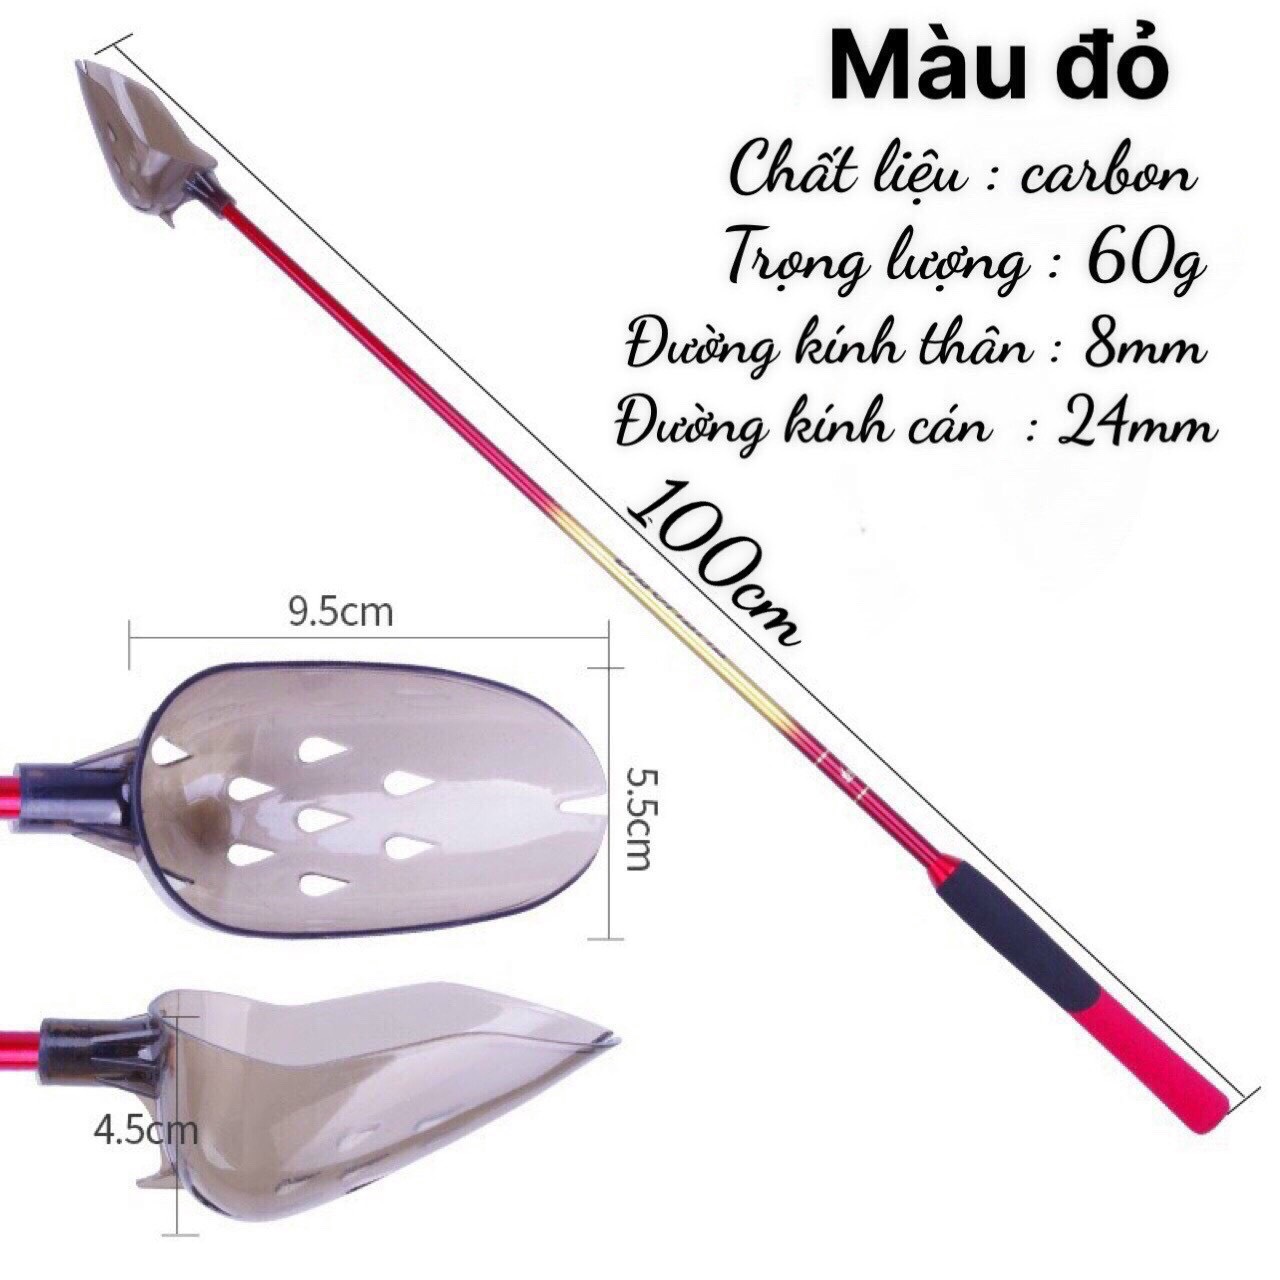 Màu đỏ
Chất liệu : carbon
Trọng lượng : 60g
Đường kính thân : 8mm
Đường kính cán : 24mm
100cm
9.5cm
5.5cm
4.5cm